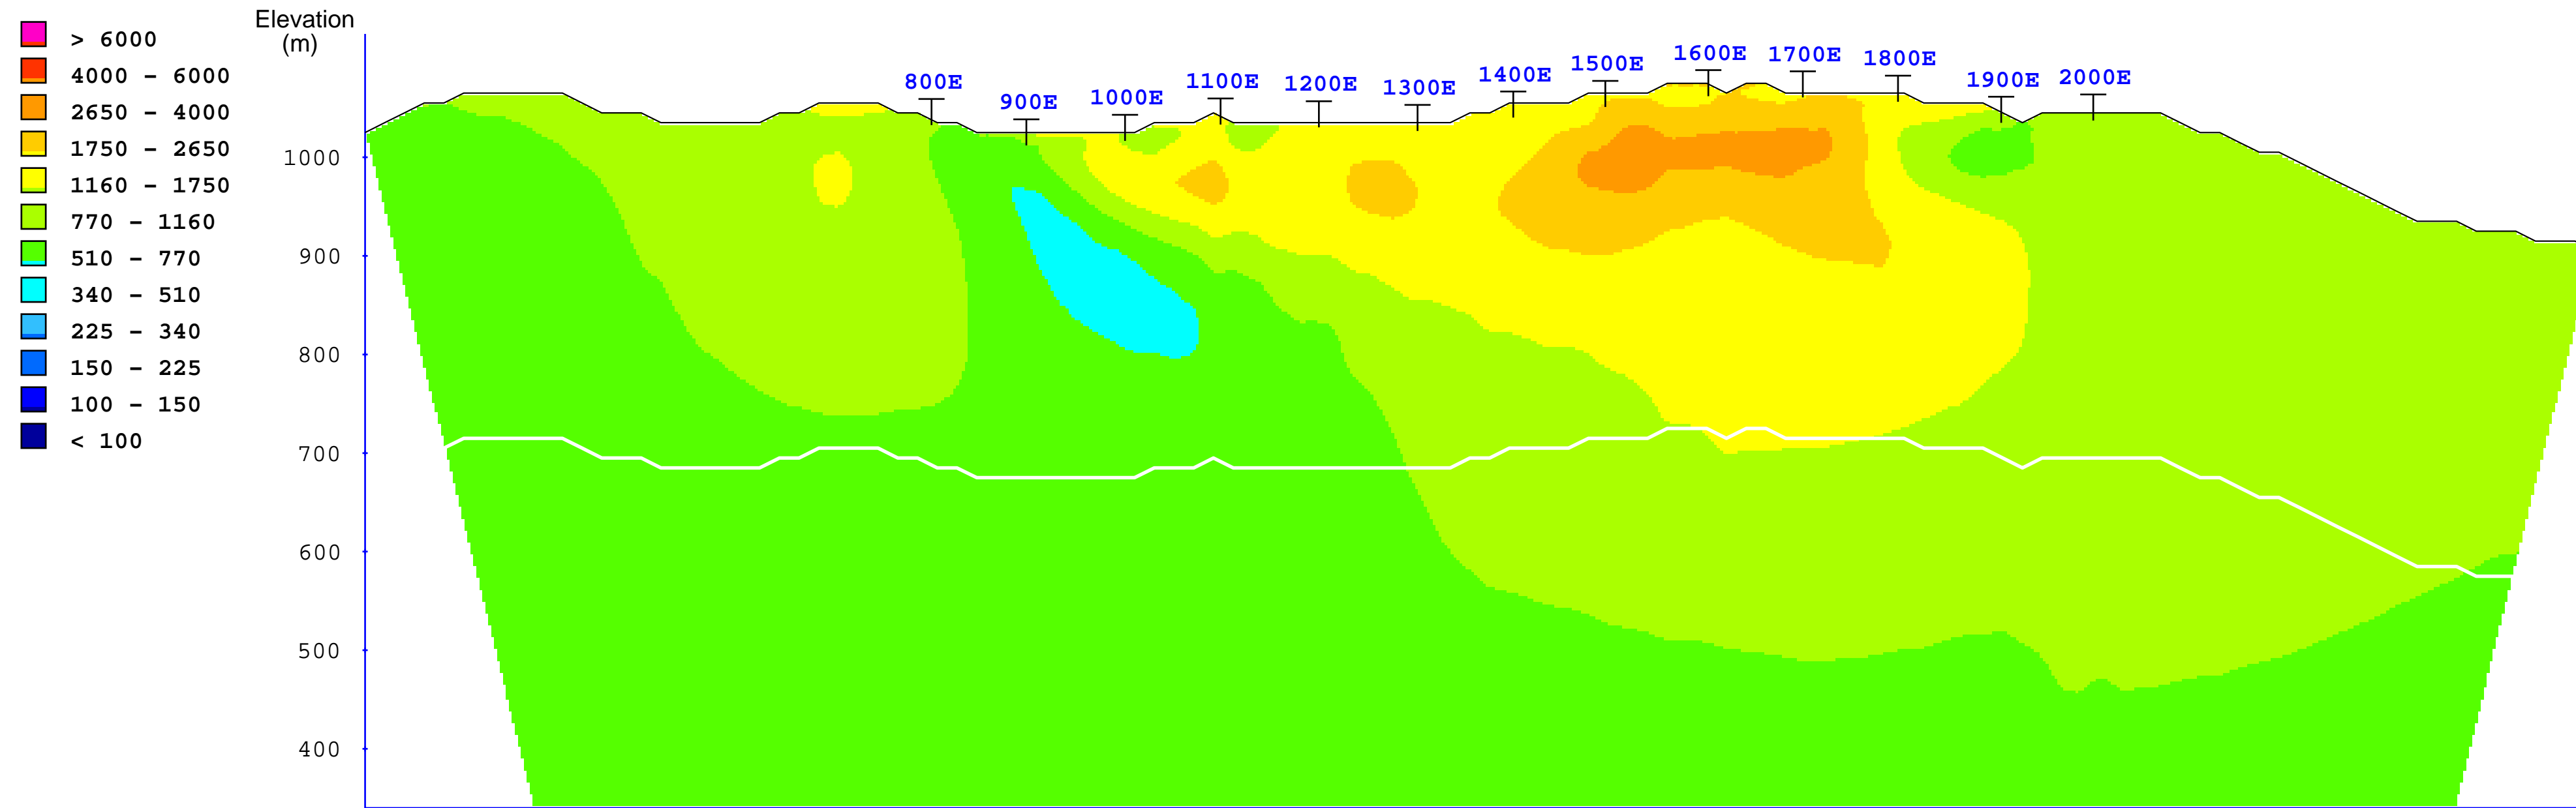 > 6000
4000 - 6000
2650 - 4000
1750 - 2650
1160 - 1750
770 - 1160
510 - 770
340 - 510
225 - 340
150 - 225
100 - 150
< 100
Elevation
(m)
800E
900E
1000E
1100E
1200E
1300E
1400E
1500E
1600E
1700E
1800E
1900E
2000E
1000
900
800
700
600
500
400